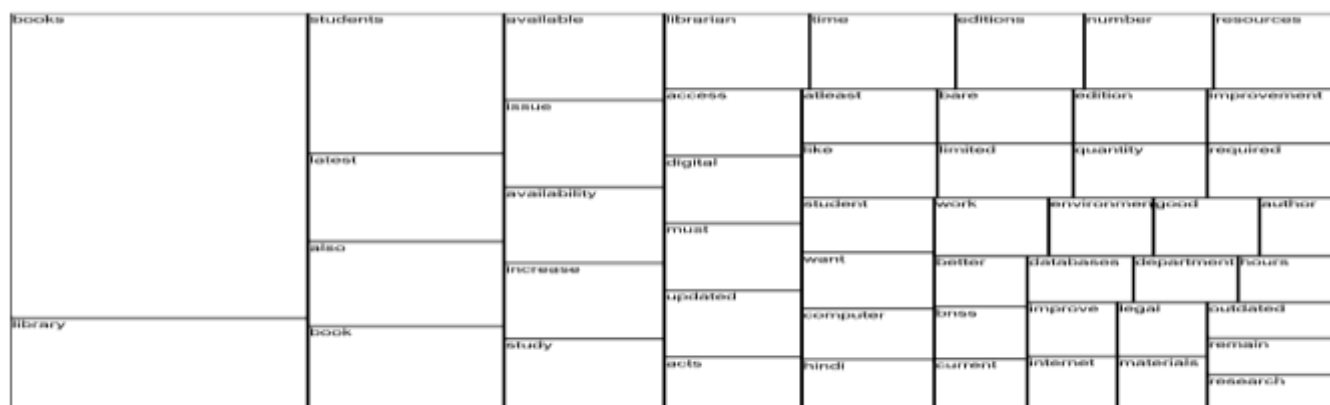 books
students
available
librarian
time
editions
number
resources
access
atleast
bare
edition
improvement
issue
like
limited
quantity
required
latest
digital
availability
student
work
environmen
good
author
must
also
want
better
databases
department
hours
increase
updated
improve
legal
outdated
library
book
computer
bnss
study
remain
acts
hindi
current
internet
materials
research